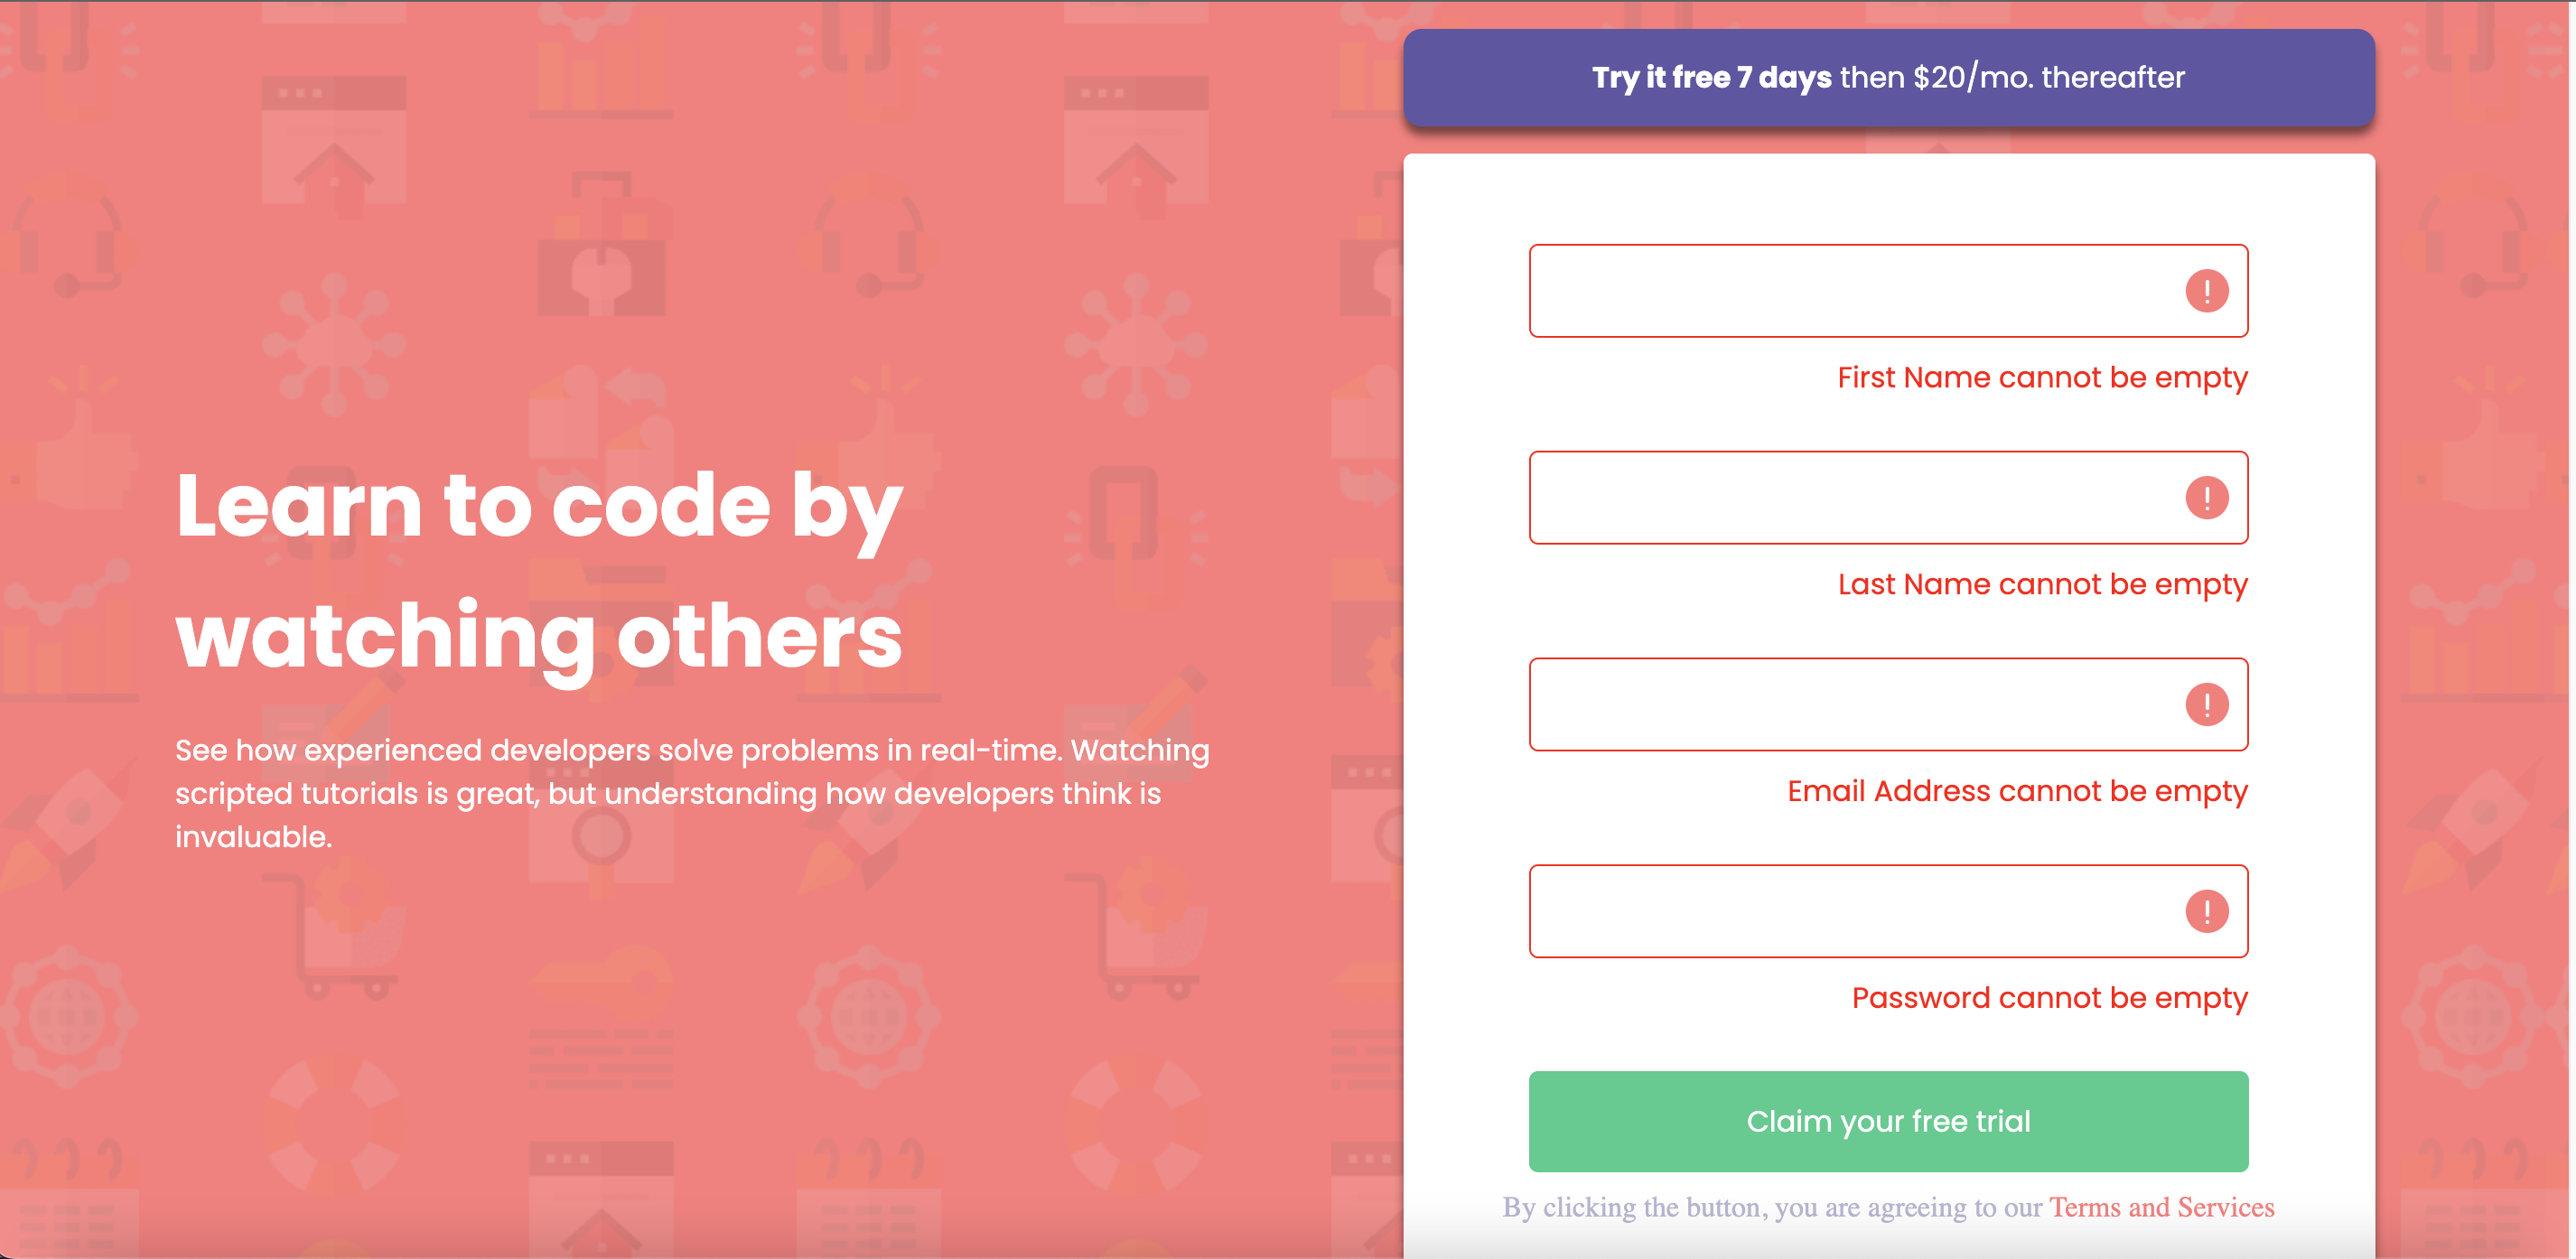 Try it free 7 days then $20/mo. thereafter
Learn to code by
watching others
See how experienced developers solve problems in real-time. Watching
scripted tutorials is great, but understanding how developers think is
invaluable.
First Name cannot be empty
Last Name cannot be empty
Email Address cannot be empty
Password cannot be empty
Claim your free trial
By clicking the button, you are agreeing to our Terms and Services